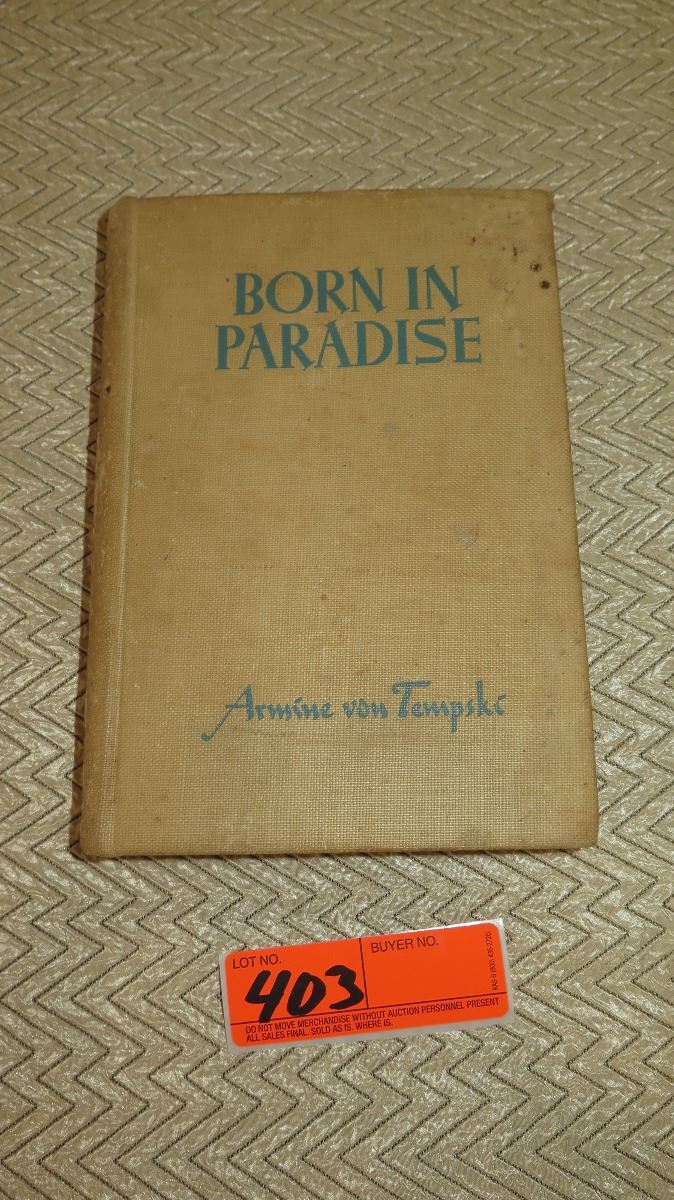 BORN IN
PARADISE
Armine von Tempski
LOT NO.
403
BUYER NO.
DO NOT MOVE MERCHANDISE WITHOUT AUCTION PERSONNEL PRESENT
ALL SALES FINAL. SOLD AS IS. WHERE IS.